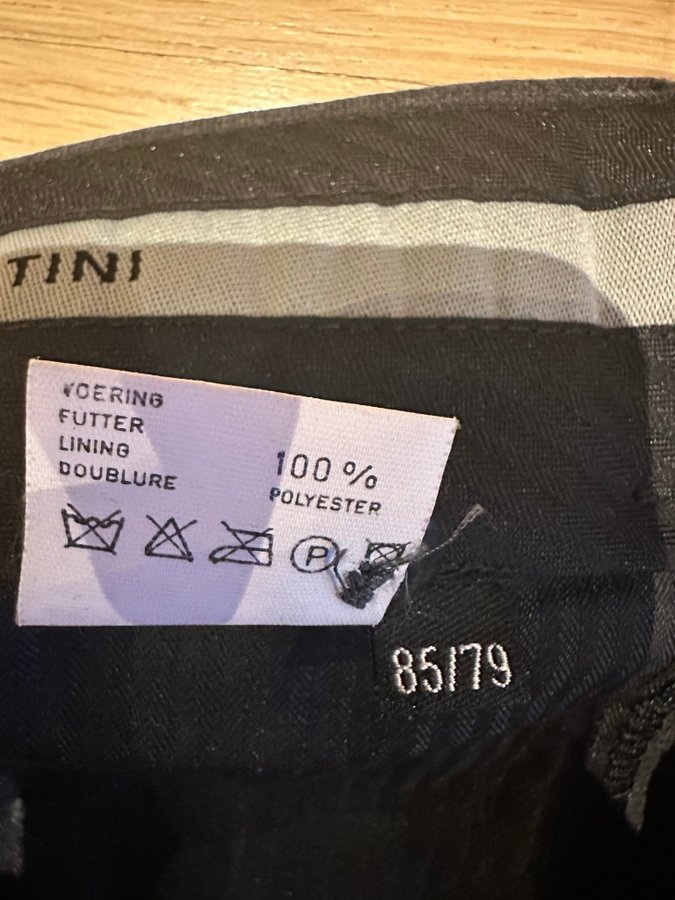 TINI
VOERING
FUTTER
LINING
DOUBLURE
100%
POLYESTER
P
85/79